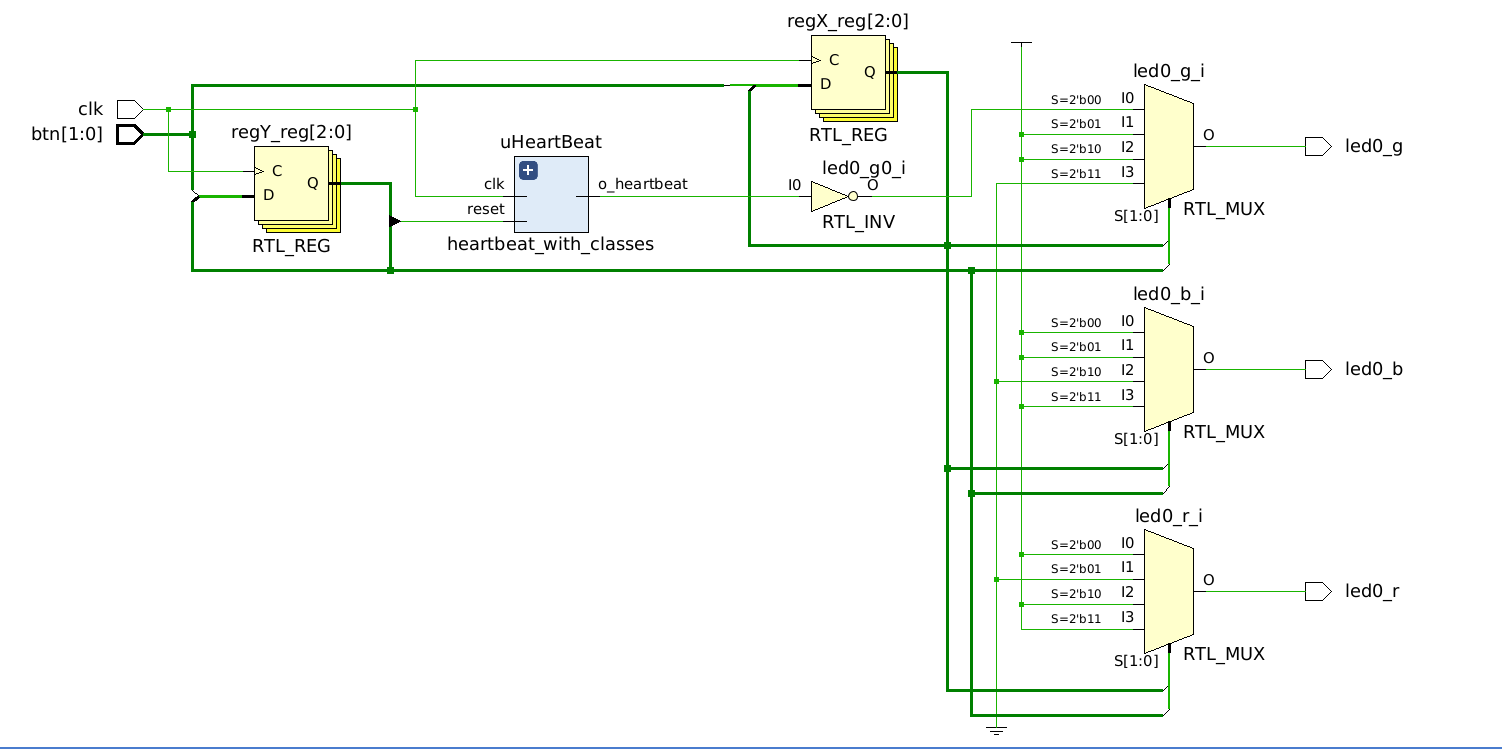 regX_reg[2:0]
C
D
Q
RTL_REG
clk
btn[1:0]
regY_reg[2:0]
C
D
Q
RTL_REG
uHeartBeat
clk
reset
o_heartbeat
heartbeat_with_classes
led0_g0_i
I0
O
RTL_INV
led0_g_i
S=2'b00 I0
S=2'b01 I1
S=2'b10 I2
S=2'b11 I3
S[1:0]
O
RTL_MUX
led0_g
led0_b_i
S=2'b00 I0
S=2'b01 I1
S=2'b10 I2
S=2'b11 I3
S[1:0]
O
RTL_MUX
led0_b
led0_r_i
S=2'b00 I0
S=2'b01 I1
S=2'b10 I2
S=2'b11 I3
S[1:0]
O
RTL_MUX
led0_r